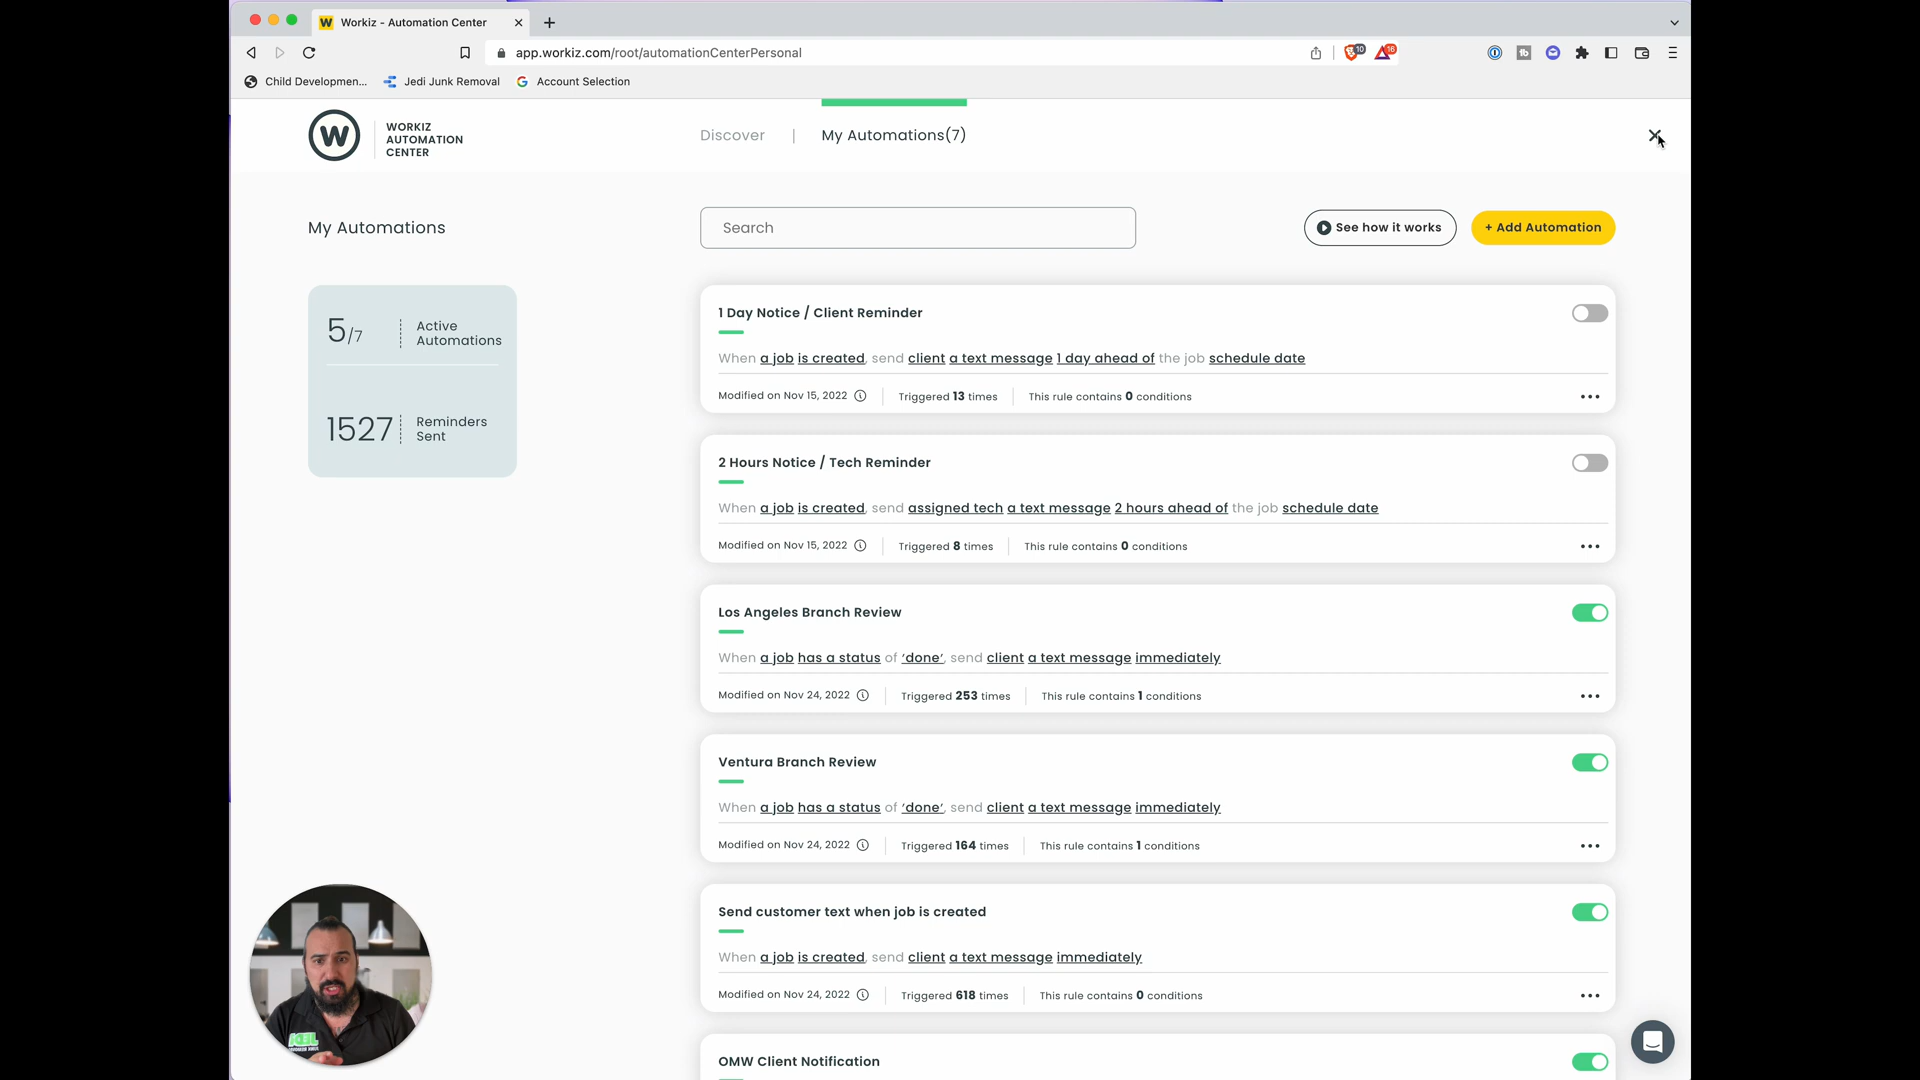 Workiz - Automation Center
app.workiz.com/root/automationCenterPersonal
10
16
Child Developmen...
Jedi Junk Removal
Account Selection
W
WORKIZ
AUTOMATION
CENTER
Discover | My Automations(7)
My Automations
Search
See how it works
+ Add Automation
5/7
Active
Automations
1527
Reminders
Sent
1 Day Notice / Client Reminder
When a job is created, send client a text message 1 day ahead of the job schedule date
Modified on Nov 15, 2022
Triggered 13 times
This rule contains 0 conditions
2 Hours Notice / Tech Reminder
When a job is created, send assigned tech a text message 2 hours ahead of the job schedule date
Modified on Nov 15, 2022
Triggered 8 times
This rule contains 0 conditions
Los Angeles Branch Review
When a job has a status of 'done', send client a text message immediately
Modified on Nov 24, 2022
Triggered 253 times
This rule contains 1 conditions
Ventura Branch Review
When a job has a status of 'done', send client a text message immediately
Modified on Nov 24, 2022
Triggered 164 times
This rule contains 1 conditions
Send customer text when job is created
When a job is created, send client a text message immediately
Modified on Nov 24, 2022
Triggered 618 times
This rule contains 0 conditions
OMW Client Notification